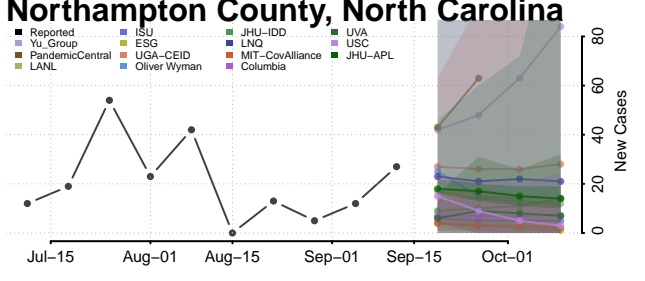 Northampton County, North Carolina
Reported ISU JHU−IDD UVA
Yu_Group ESG LNQ USC
PandemicCentral UGA−CEID MIT−CovAlliance JHU−APL
LANL Oliver Wyman Columbia
80
60
40
20
0
New Cases
Jul−15 Aug−01 Aug−15 Sep−01 Sep−15 Oct−01